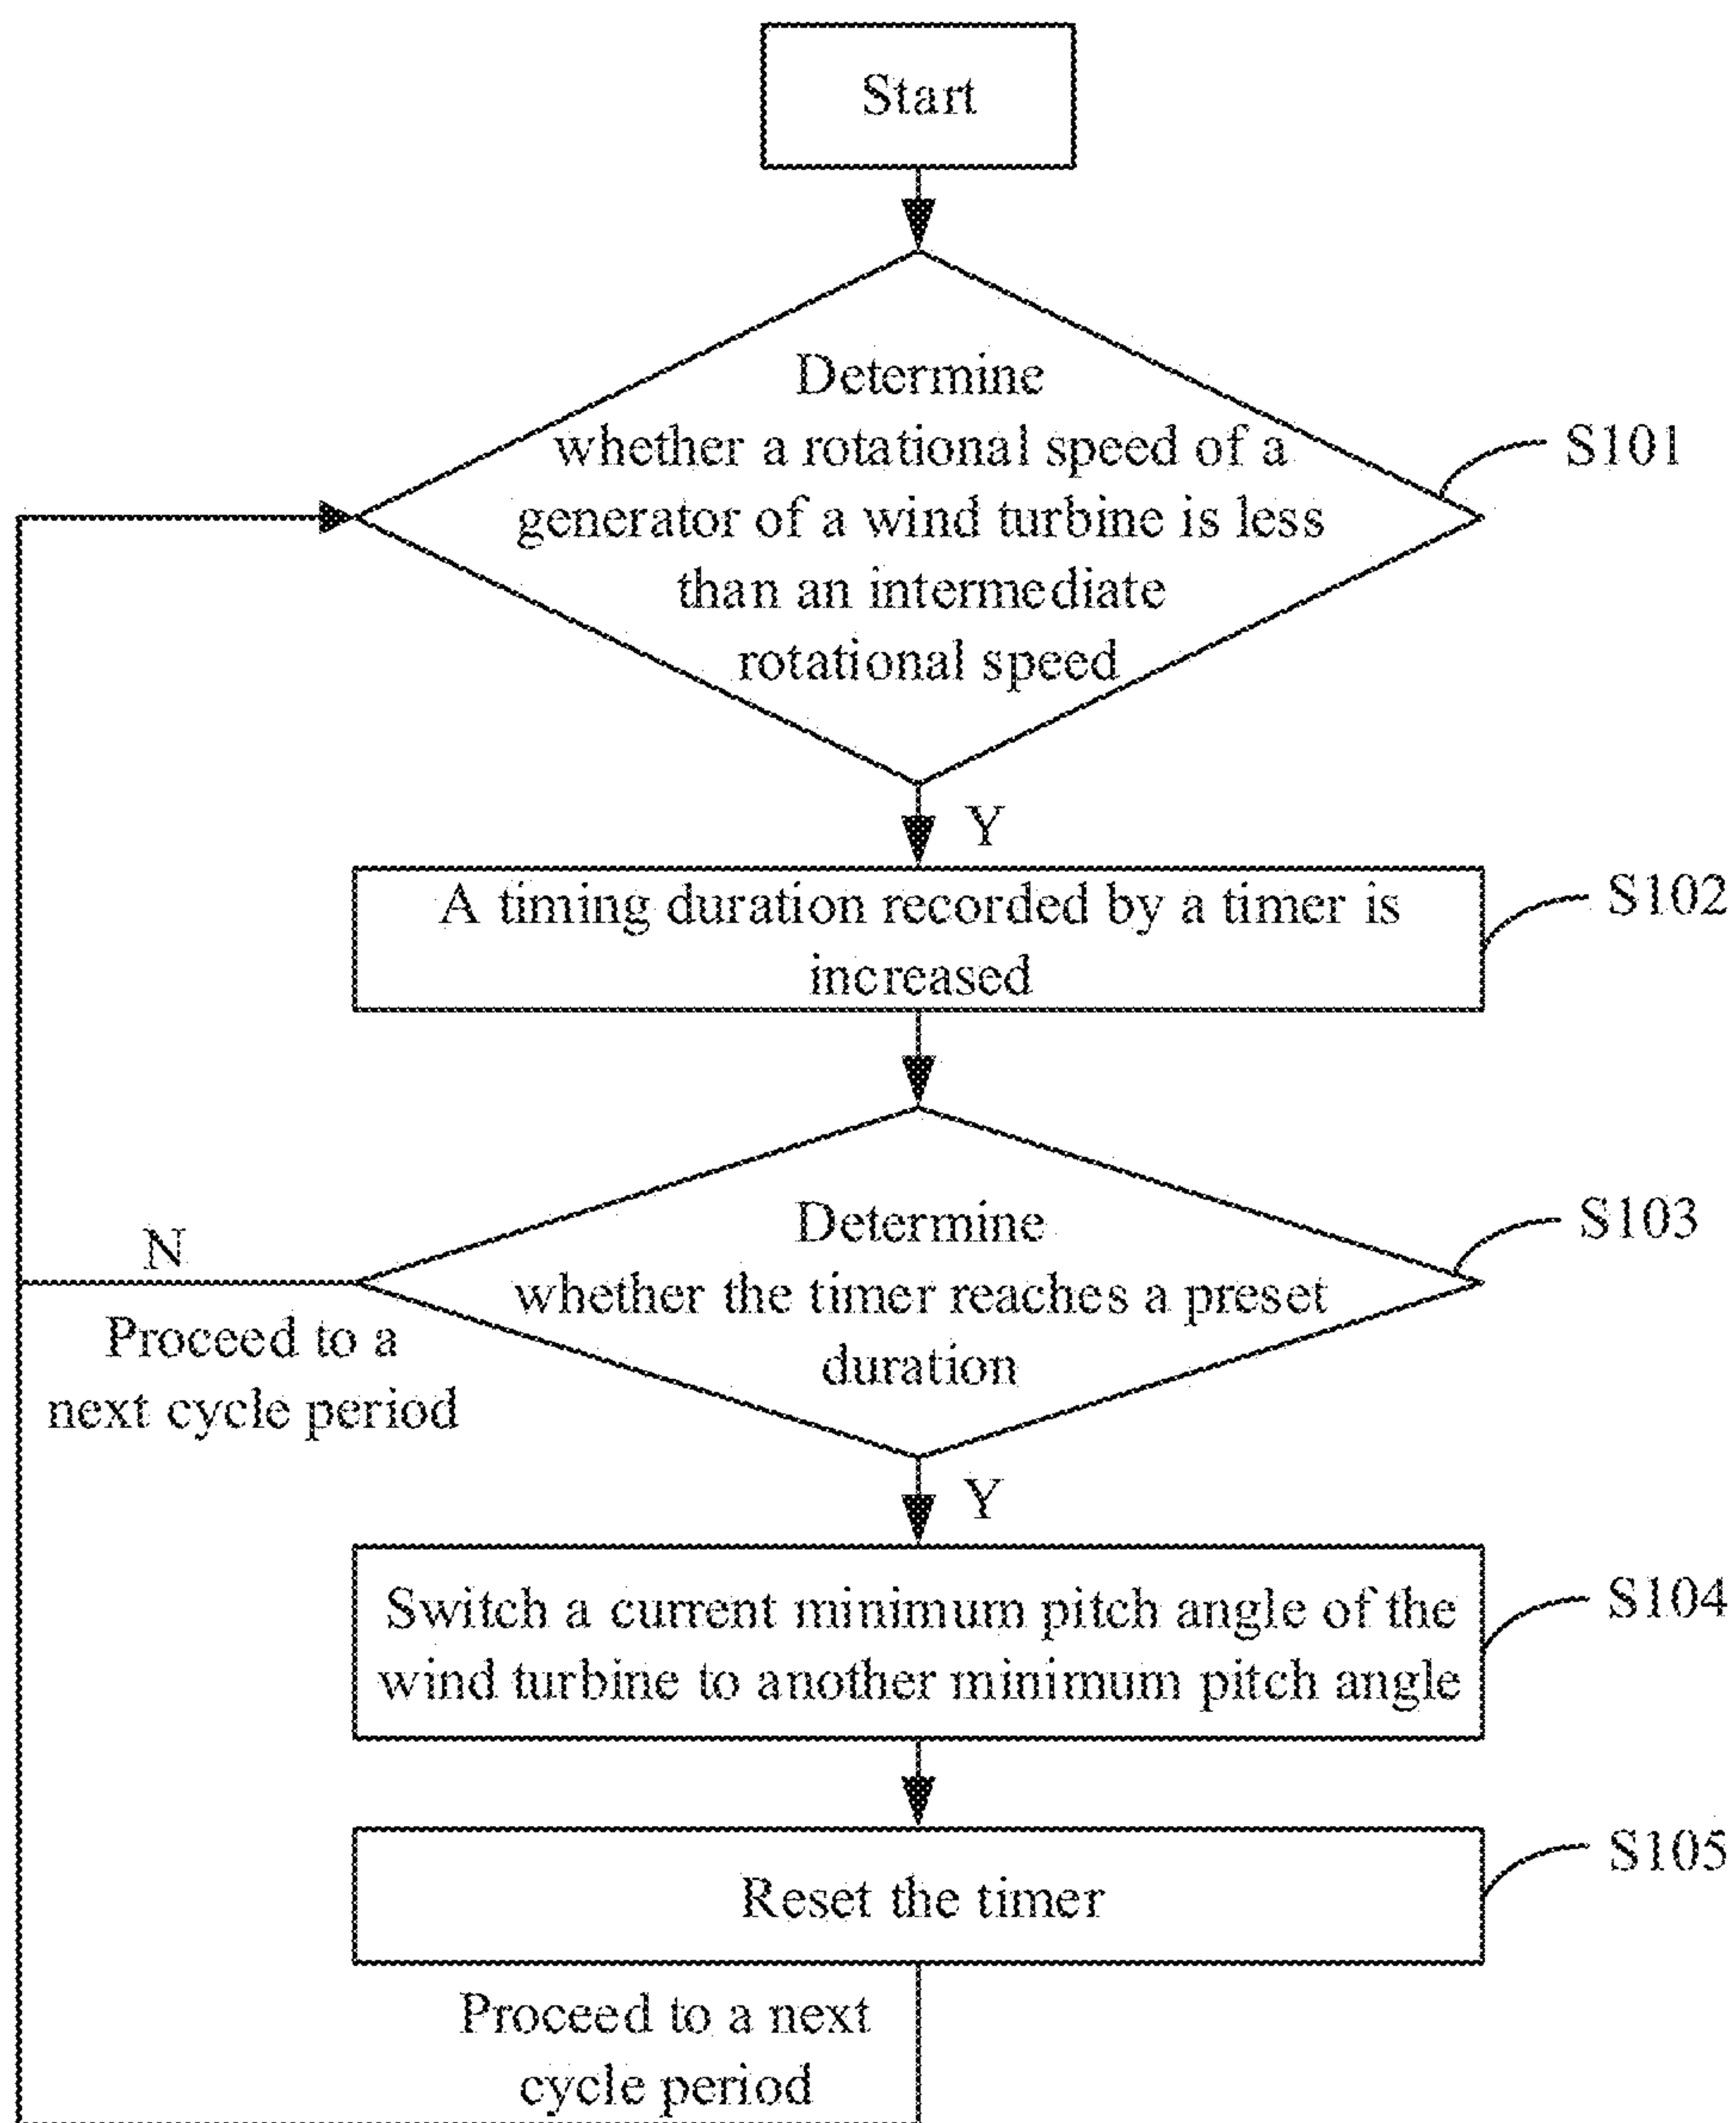 Start
Determine
whether a rotational speed of a
generator of a wind turbine is less
than an intermediate
rotational speed
S101
Y
A timing duration recorded by a timer is
increased
S102
Determine
whether the timer reaches a preset
duration
S103
N
Proceed to a
next cycle period
Y
Switch a current minimum pitch angle of the
wind turbine to another minimum pitch angle
S104
Reset the timer
S105
Proceed to a next
cycle period